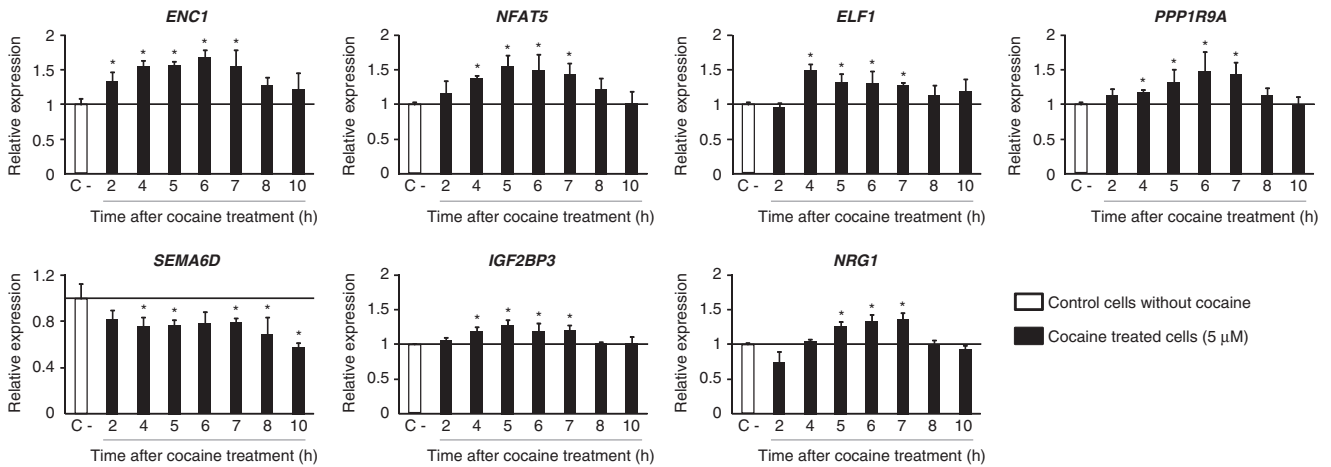 ENC1
Relative expression
2
1.5
1
0.5
0
* * * * *
C - 2 4 5 6 7 8 10
Time after cocaine treatment (h)
NFAT5
Relative expression
2
1.5
1
0.5
0
* * * *
C - 2 4 5 6 7 8 10
Time after cocaine treatment (h)
ELF1
Relative expression
2
1.5
1
0.5
0
* * * *
C - 2 4 5 6 7 8 10
Time after cocaine treatment (h)
PPP1R9A
Relative expression
2
1.5
1
0.5
0
* * * *
C - 2 4 5 6 7 8 10
Time after cocaine treatment (h)
SEMA6D
Relative expression
1.2
0.8
0.4
0
* * * * *
C - 2 4 5 6 7 8 10
Time after cocaine treatment (h)
IGF2BP3
Relative expression
2
1.5
1
0.5
0
* * * *
C - 2 4 5 6 7 8 10
Time after cocaine treatment (h)
NRG1
Relative expression
2
1.5
1
0.5
0
* * *
C - 2 4 5 6 7 8 10
Time after cocaine treatment (h)
Control cells without cocaine
Cocaine treated cells (5 μM)